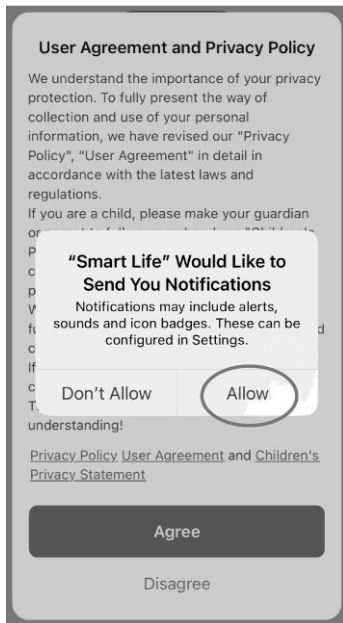 User Agreement and Privacy Policy
We understand the importance of your privacy
protection. To fully present the way of
collection and use of your personal
information, we have revised our "Privacy
Policy", "User Agreement" in detail in
accordance with the latest laws and
regulations.
If you are a child, please make your guardian
"Smart Life" Would Like to
Send You Notifications
Notifications may include alerts,
sounds and icon badges. These can be
configured in Settings.
Don't Allow
Allow
understanding!
Privacy Policy User Agreement and Children's
Privacy Statement
Agree
Disagree